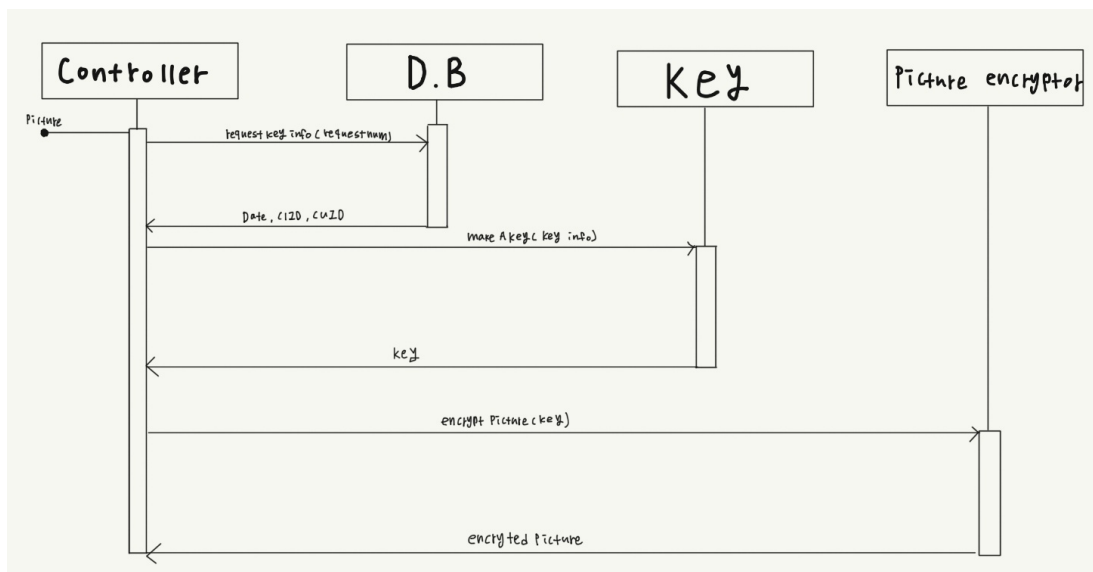 Controller
D.B
Key
Picture encryptor
Picture
request key info (requestnum)
Date, CIID, CUID
make A key (key info)
key
encrypt Picture (key)
encryted Picture